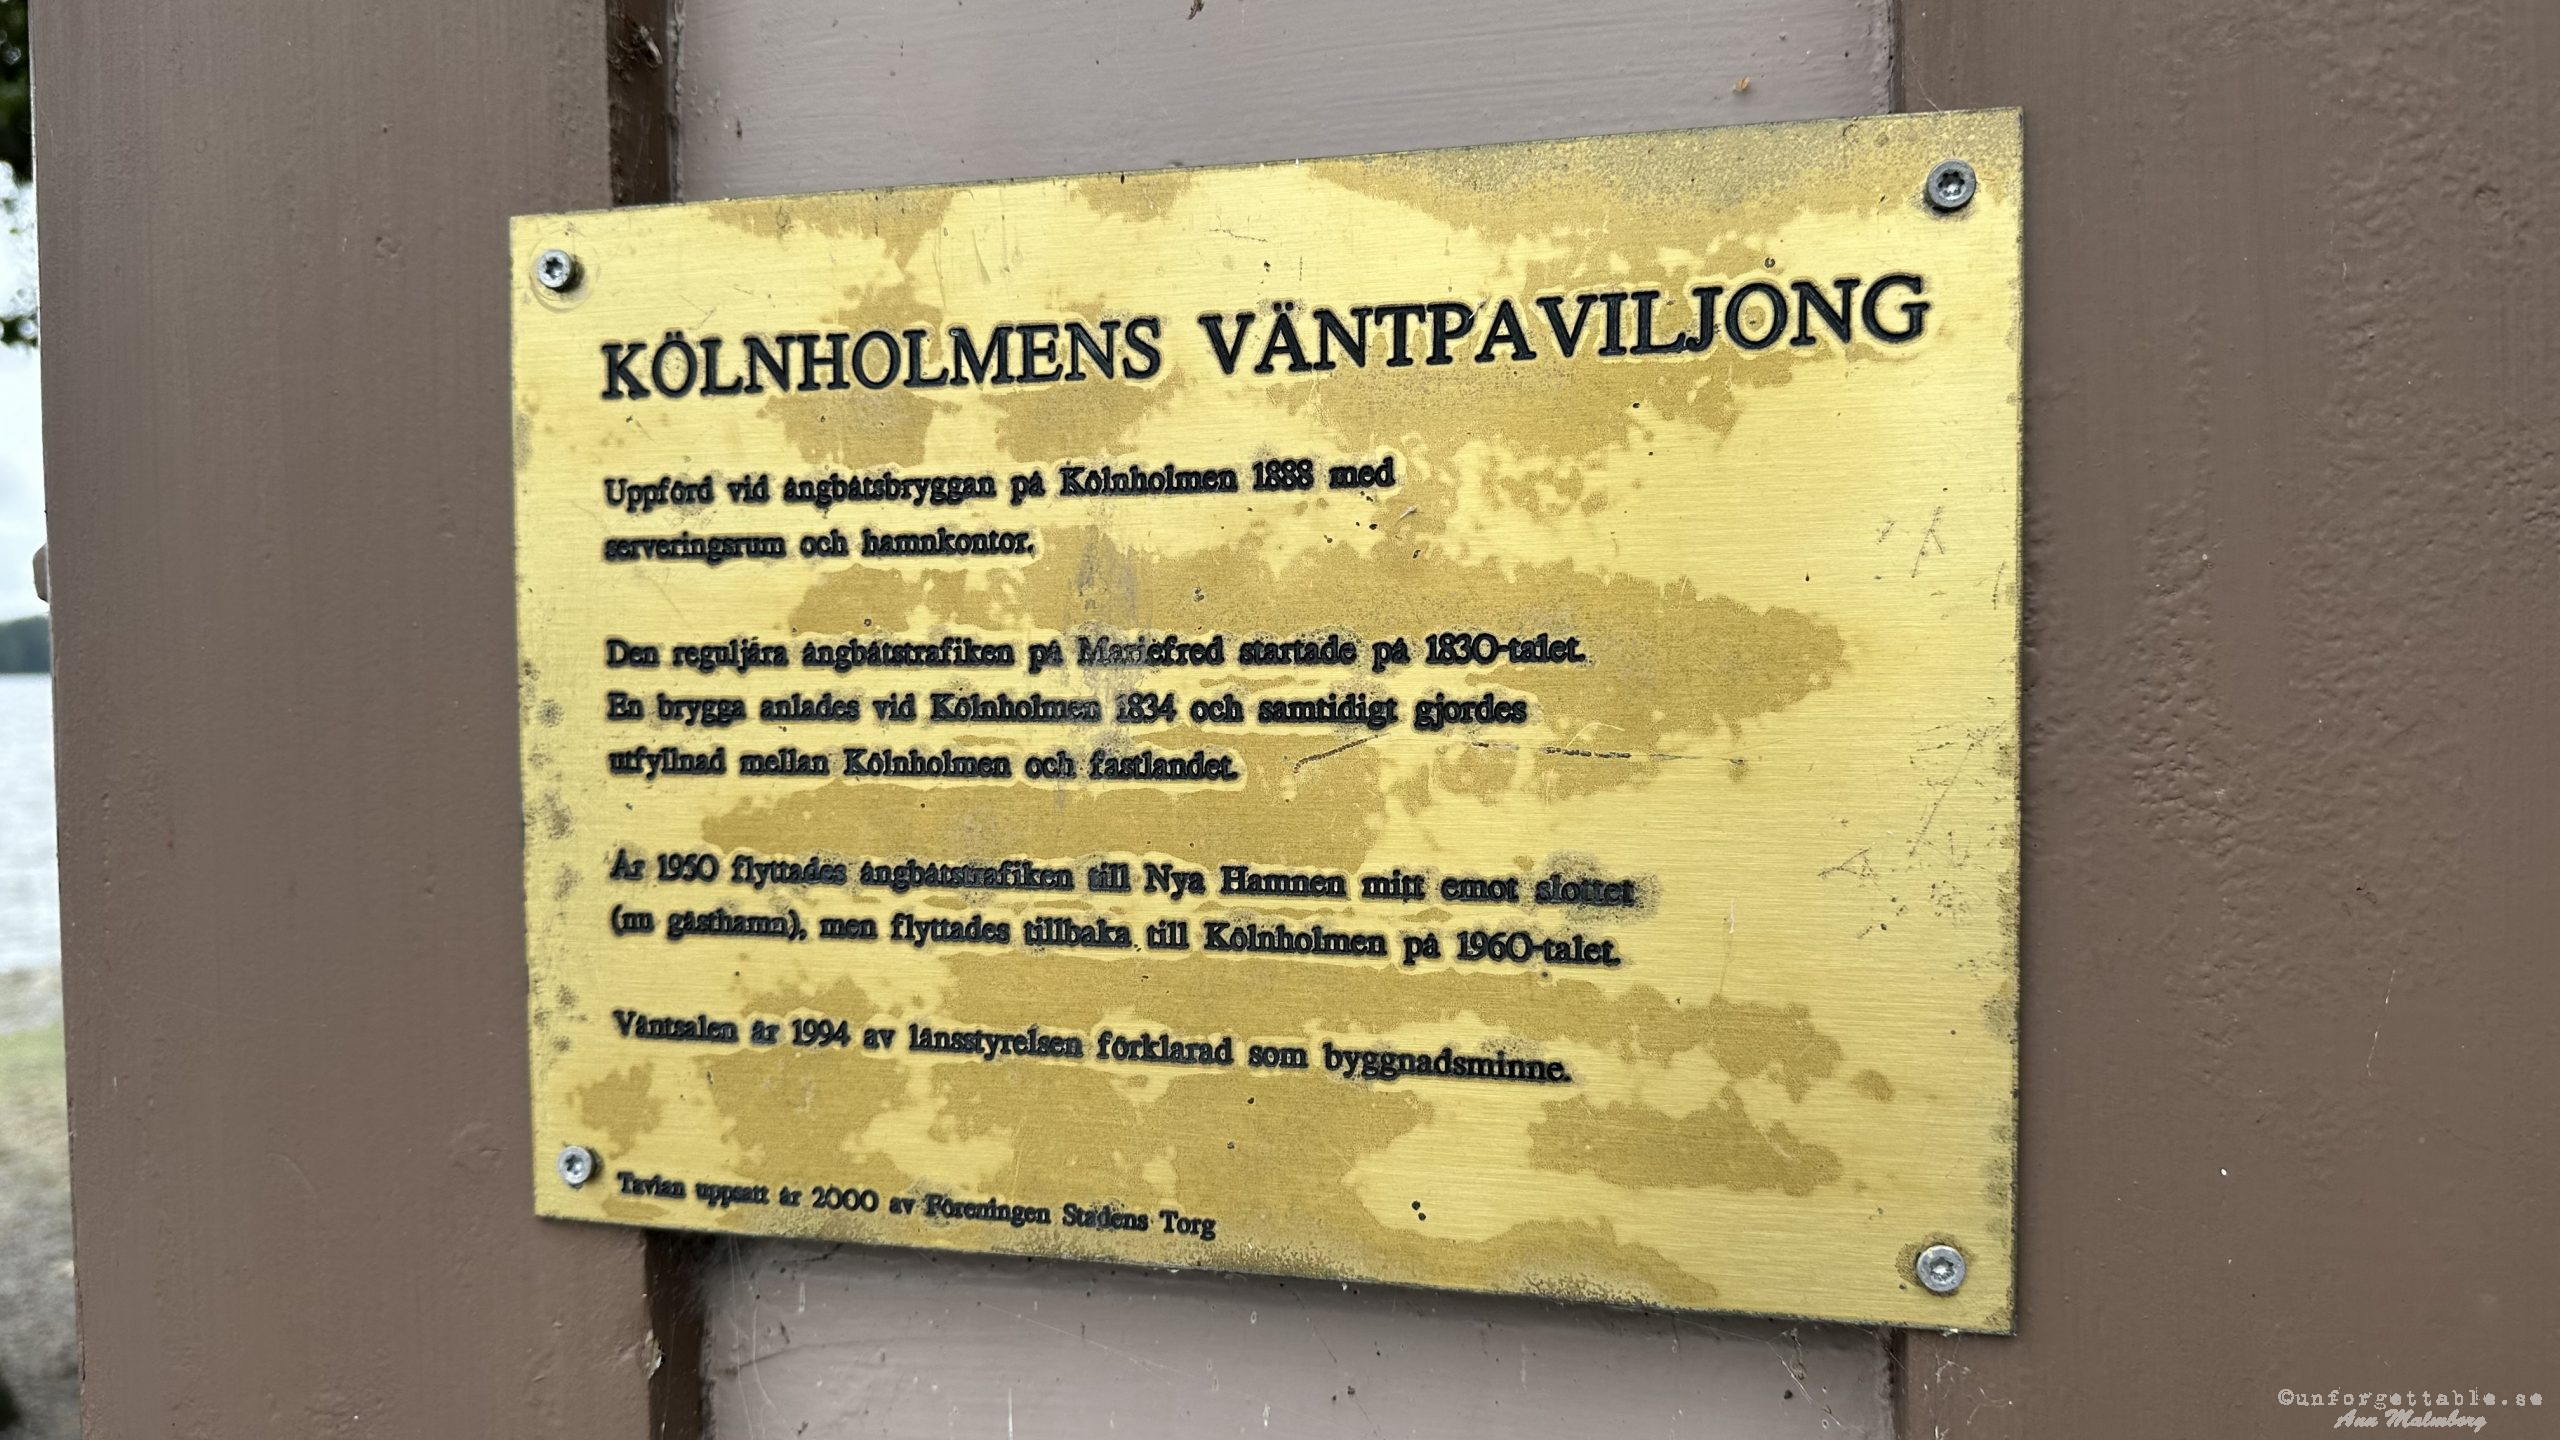 KÖLNHOLMENS VÄNTPAVILJONG
Uppförd vid ångbåtsbryggan på Kölnholmen 1888 med
serveringsrum och hamnkontor.
Den reguljära ångbåtstrafiken på Mariefred startade på 1830-talet.
En brygga anlades vid Kölnholmen 1834 och samtidigt gjordes
utfyllnad mellan Kölnholmen och fastlandet.
År 1950 flyttades ångbåtstrafiken till Nya Hamnen mitt emot slottet
(nu gästhamn), men flyttades tillbaka till Kölnholmen på 1960-talet.
Väntsalen är 1994 av länsstyrelsen förklarad som byggnadsminne.
Tavlan uppsatt år 2000 av Föreningen Stadens Torg
©unforgettable.se
Ann Malmberg